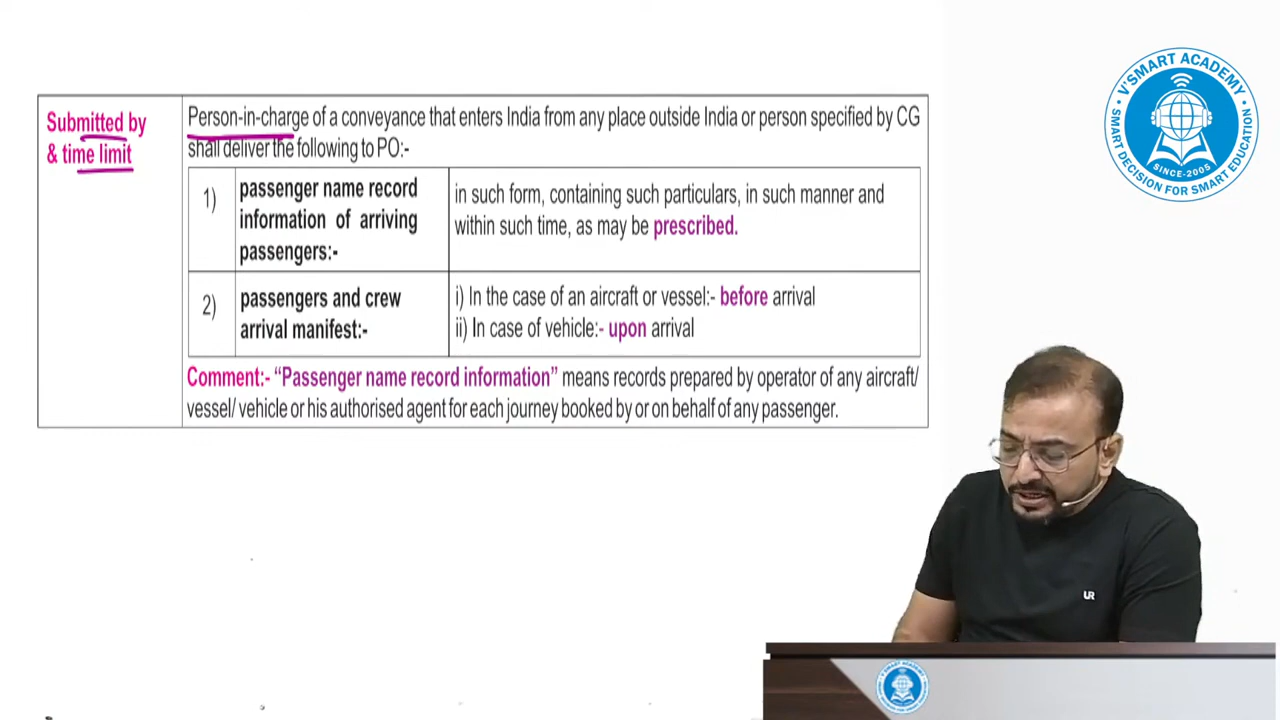 V'SMART ACADEMY
SINCE-2005
SMART DECISION FOR SMART EDUCATION
Submitted by
& time limit
Person-in-charge of a conveyance that enters India from any place outside India or person specified by CG
shall deliver the following to PO:-
1)
passenger name record
information of arriving
passengers:-
in such form, containing such particulars, in such manner and
within such time, as may be prescribed.
2)
passengers and crew
arrival manifest:-
i) In the case of an aircraft or vessel:- before arrival
ii) In case of vehicle:- upon arrival
Comment:- “Passenger name record information” means records prepared by operator of any aircraft/
vessel/ vehicle or his authorised agent for each journey booked by or on behalf of any passenger.
UR